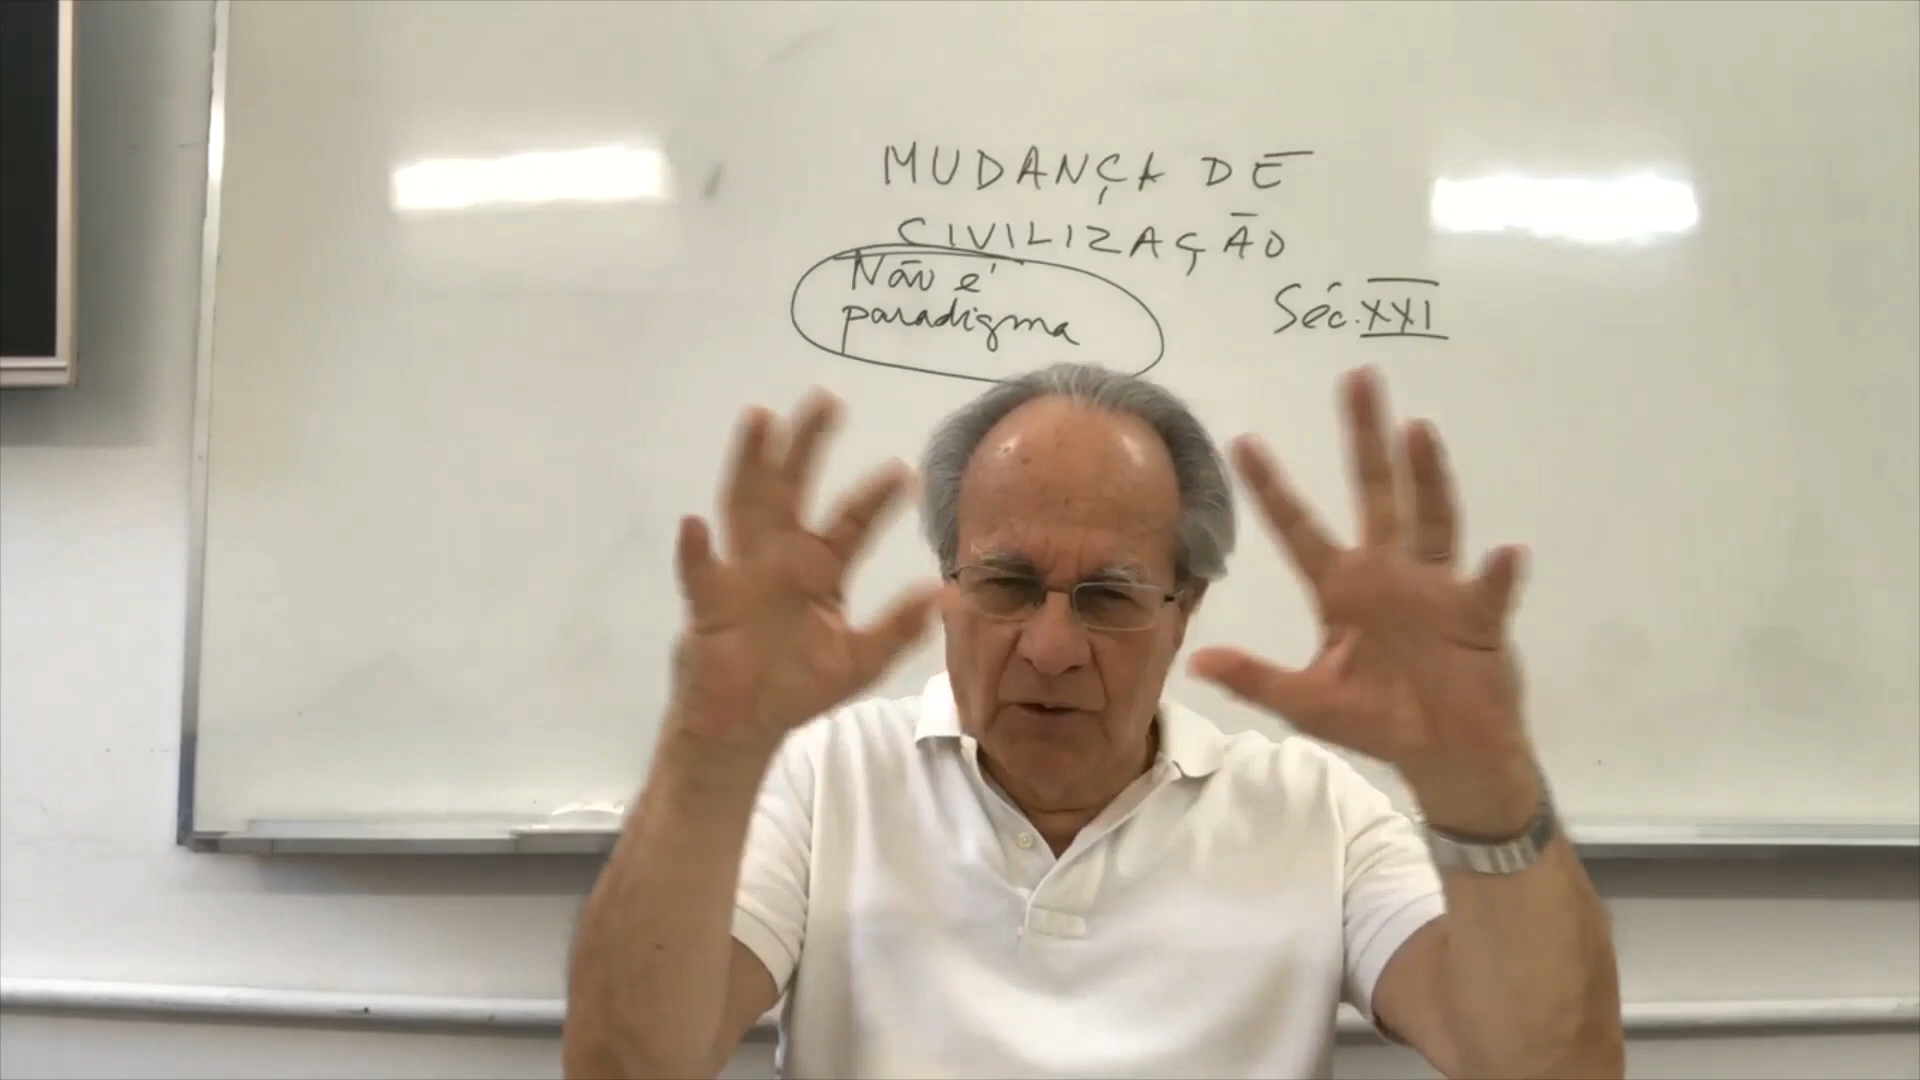 MUDANÇA DE
CIVILIZAÇÃO
Não é
paradigma
Séc. XXI